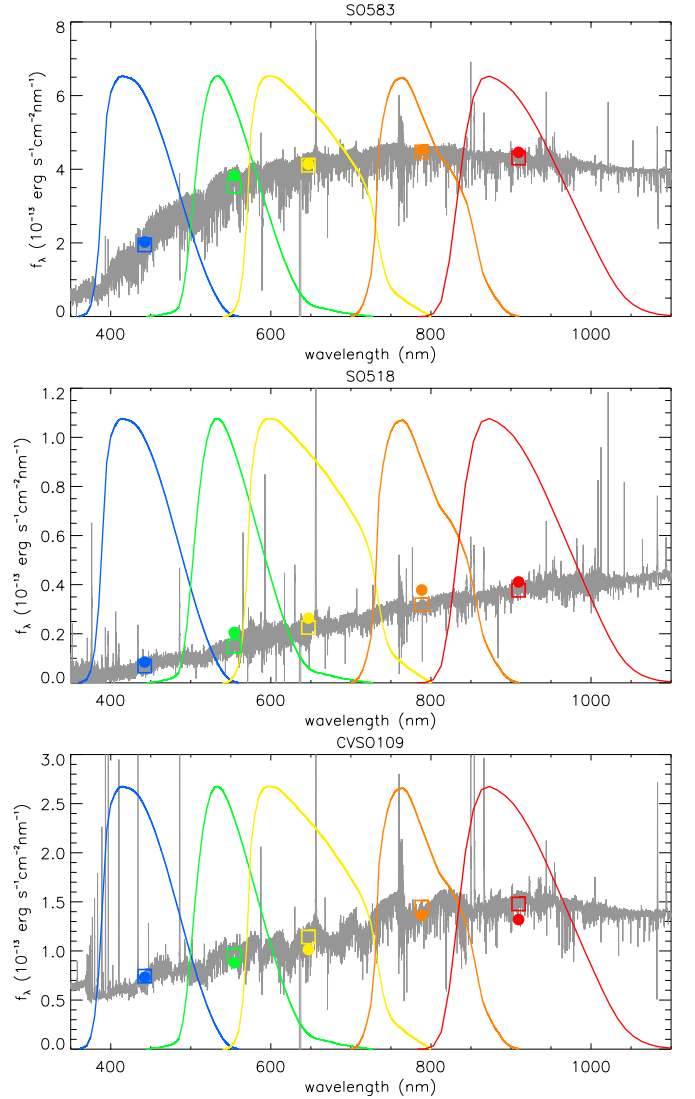 SO583
8
6
4
2
0
f_λ (10⁻¹³ erg s⁻¹cm⁻²nm⁻¹)
400 600 800 1000
wavelength (nm)
SO518
1.2
1.0
0.8
0.6
0.4
0.2
0.0
f_λ (10⁻¹³ erg s⁻¹cm⁻²nm⁻¹)
400 600 800 1000
wavelength (nm)
CVSO109
3.0
2.5
2.0
1.5
1.0
0.5
0.0
f_λ (10⁻¹³ erg s⁻¹cm⁻²nm⁻¹)
400 600 800 1000
wavelength (nm)